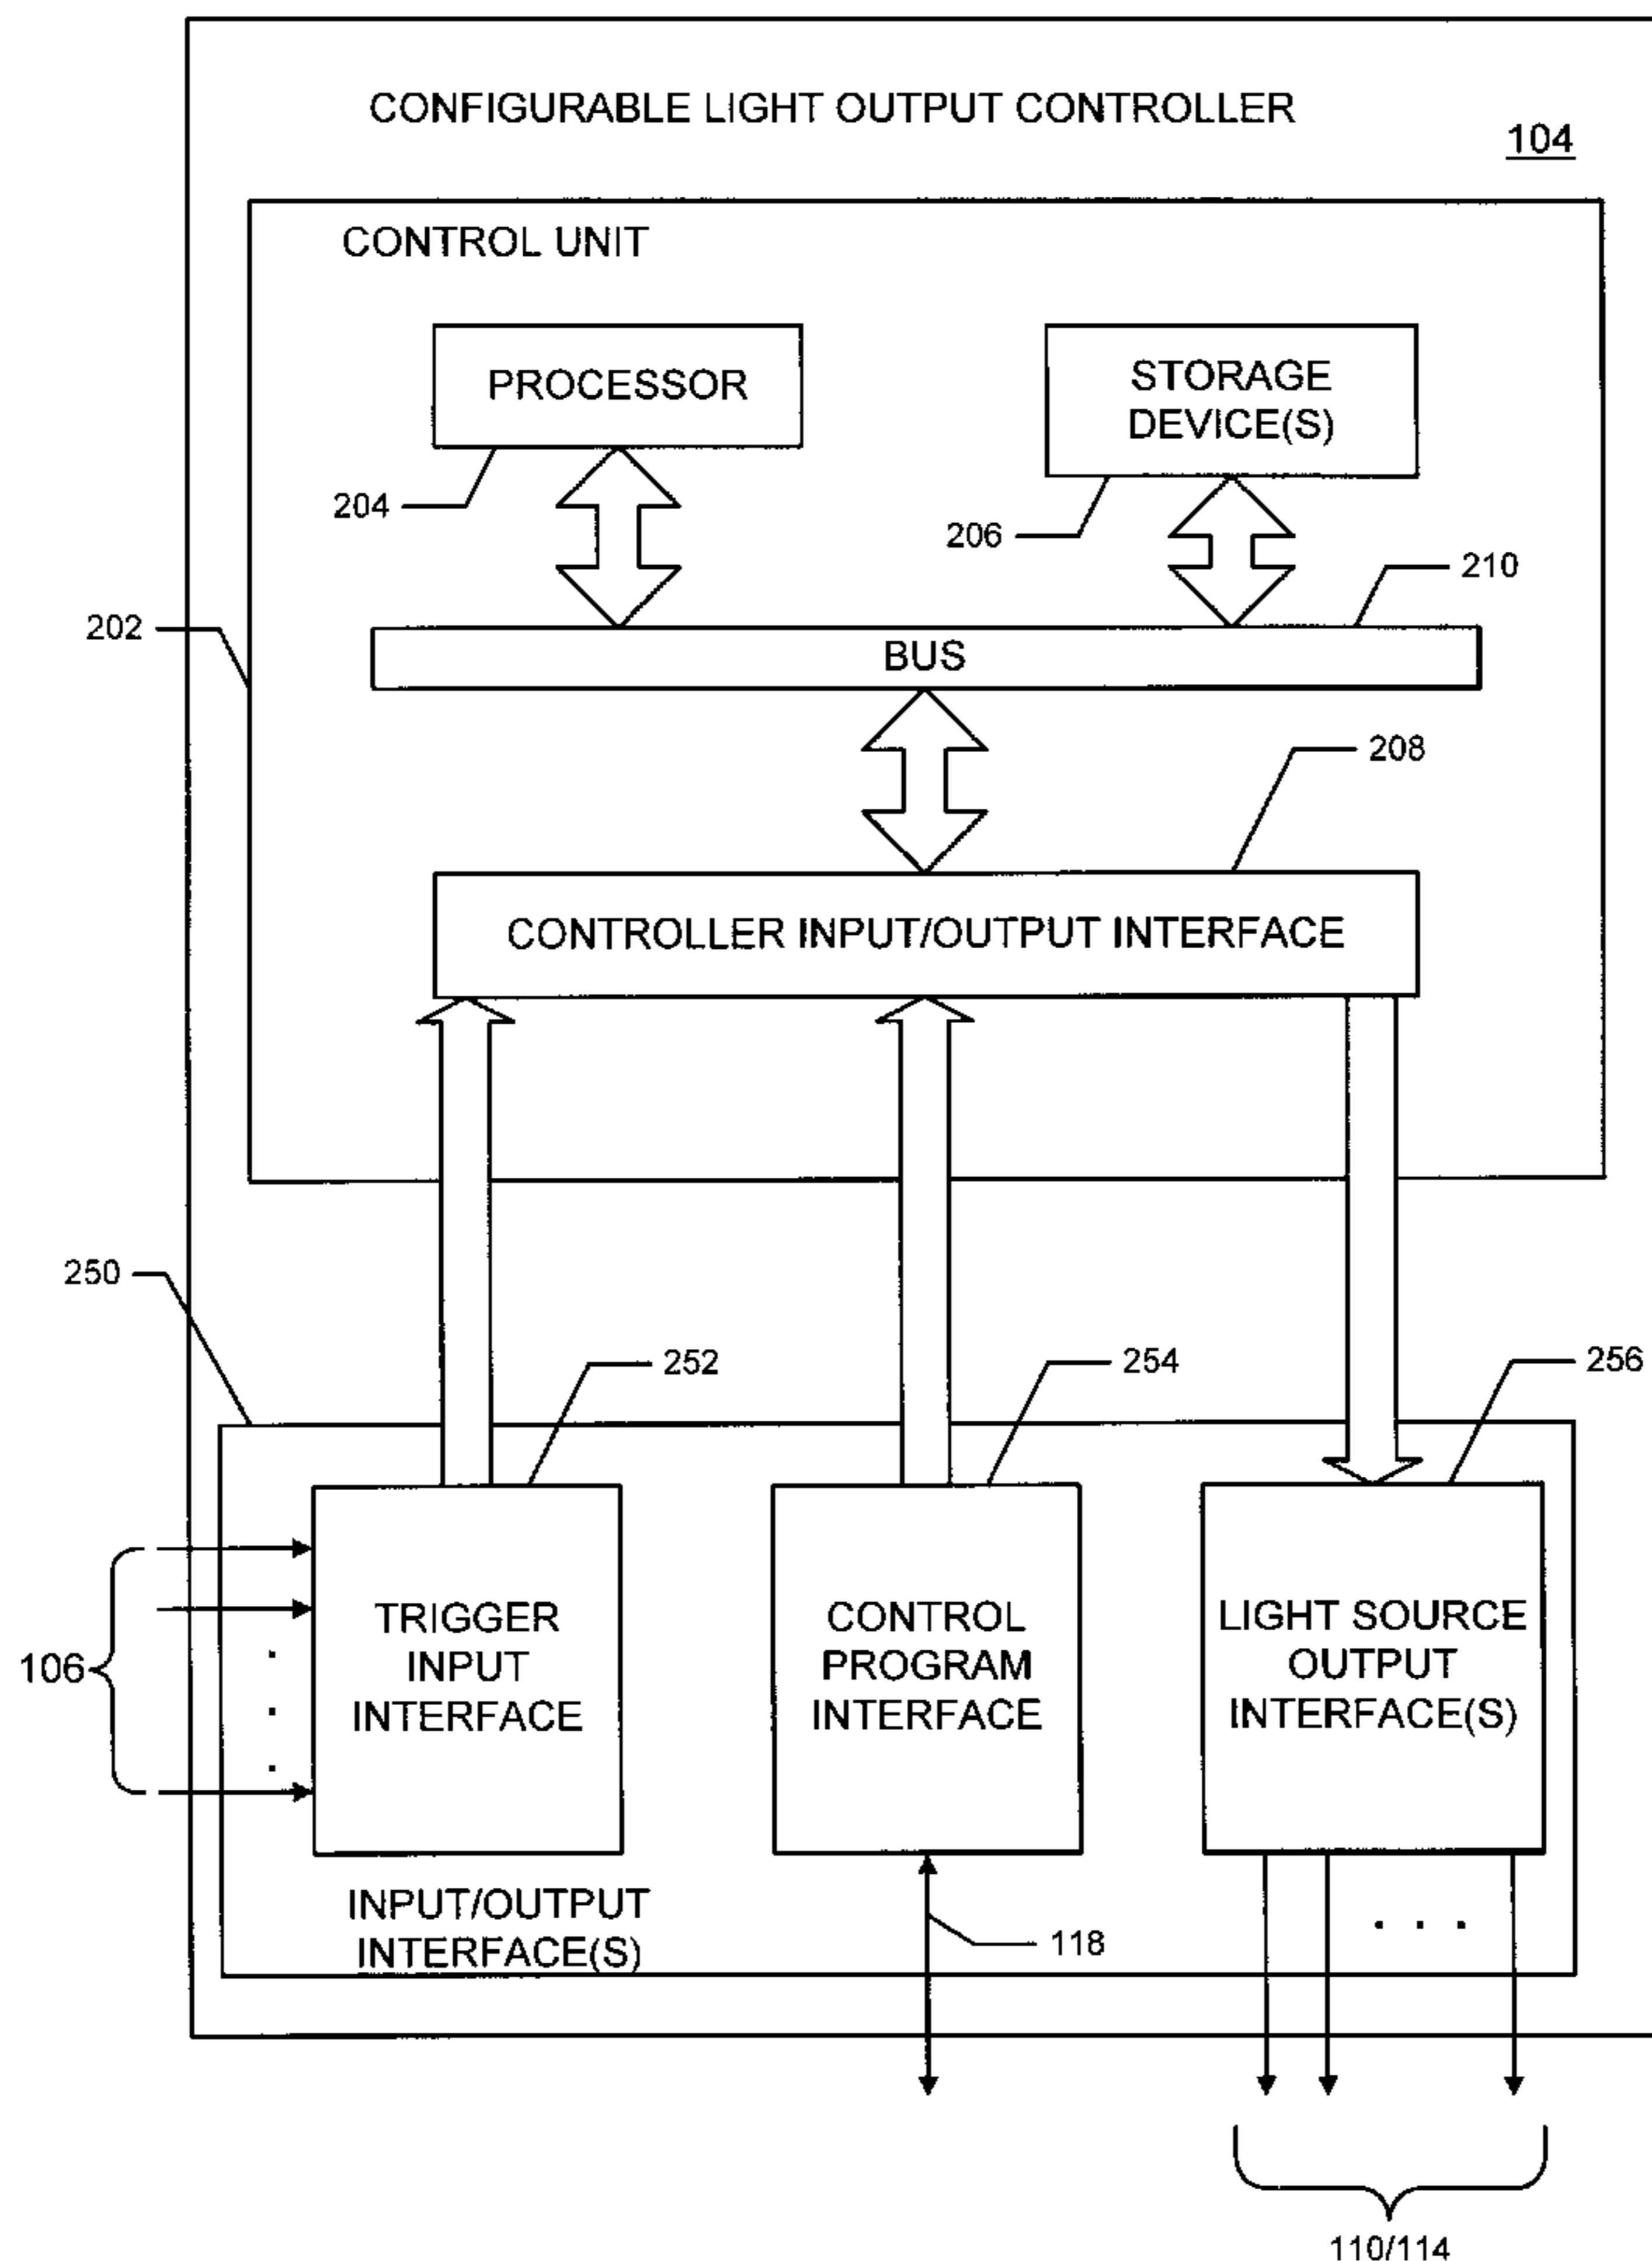 CONFIGURABLE LIGHT OUTPUT CONTROLLER
104
CONTROL UNIT
PROCESSOR
STORAGE
DEVICE(S)
204
206
210
202
BUS
208
CONTROLLER INPUT/OUTPUT INTERFACE
250
252
254
256
106
TRIGGER
INPUT
INTERFACE
CONTROL
PROGRAM
INTERFACE
LIGHT SOURCE
OUTPUT
INTERFACE(S)
INPUT/OUTPUT
INTERFACE(S)
118
110/114